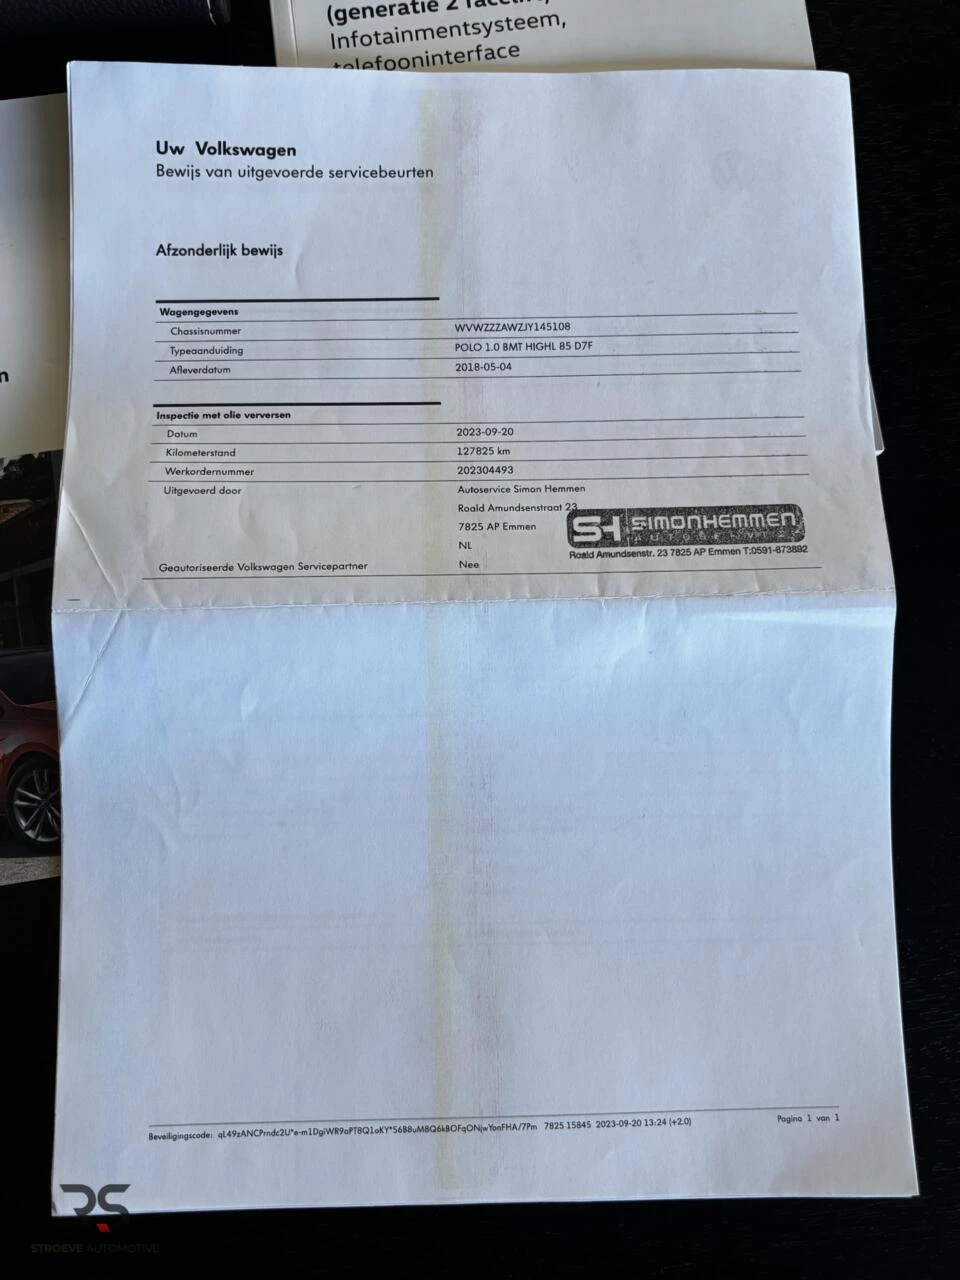 (generatie 2
Infotainmentsysteem,
telefooninterface
n
Uw Volkswagen
Bewijs van uitgevoerde servicebeurten
Afzonderlijk bewijs
Wagengegevens
Chassisnummer WVWZZZAWZJY145108
Typeaanduiding POLO 1.0 BMT HIGHL 85 D7F
Afleverdatum 2018-05-04
Inspectie met olie verversen
Datum 2023-09-20
Kilometerstand 127825 km
Werkordernummer 202304493
Uitgevoerd door Autoservice Simon Hemmen
Roald Amundsenstraat 23
7825 AP Emmen
NL
SH SIMONHEMMEN
AUTOSERVICE
Roald Amundsenstr. 23 7825 AP Emmen T:0591-673892
Geautoriseerde Volkswagen Servicepartner Nee
Beveiligingscode: 7825 15845 2023-09-20 13:24 (+2.0) Pagina 1 van 1
RS
STROEVE AUTOMOTIVE